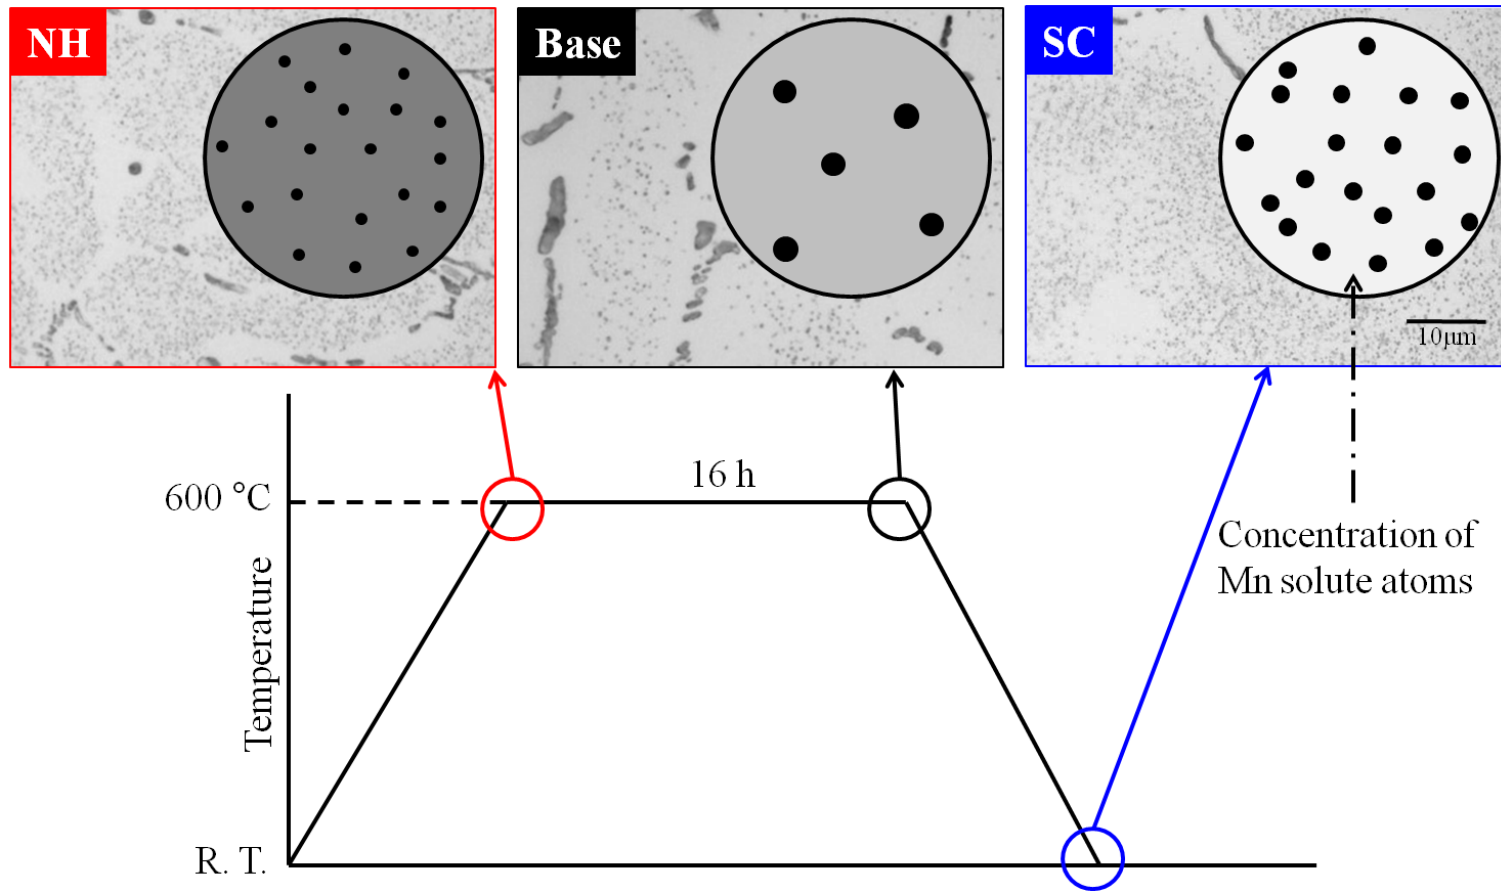 NH
Base
SC
10μm
16 h
600 °C
Concentration of
Mn solute atoms
Temperature
R. T.